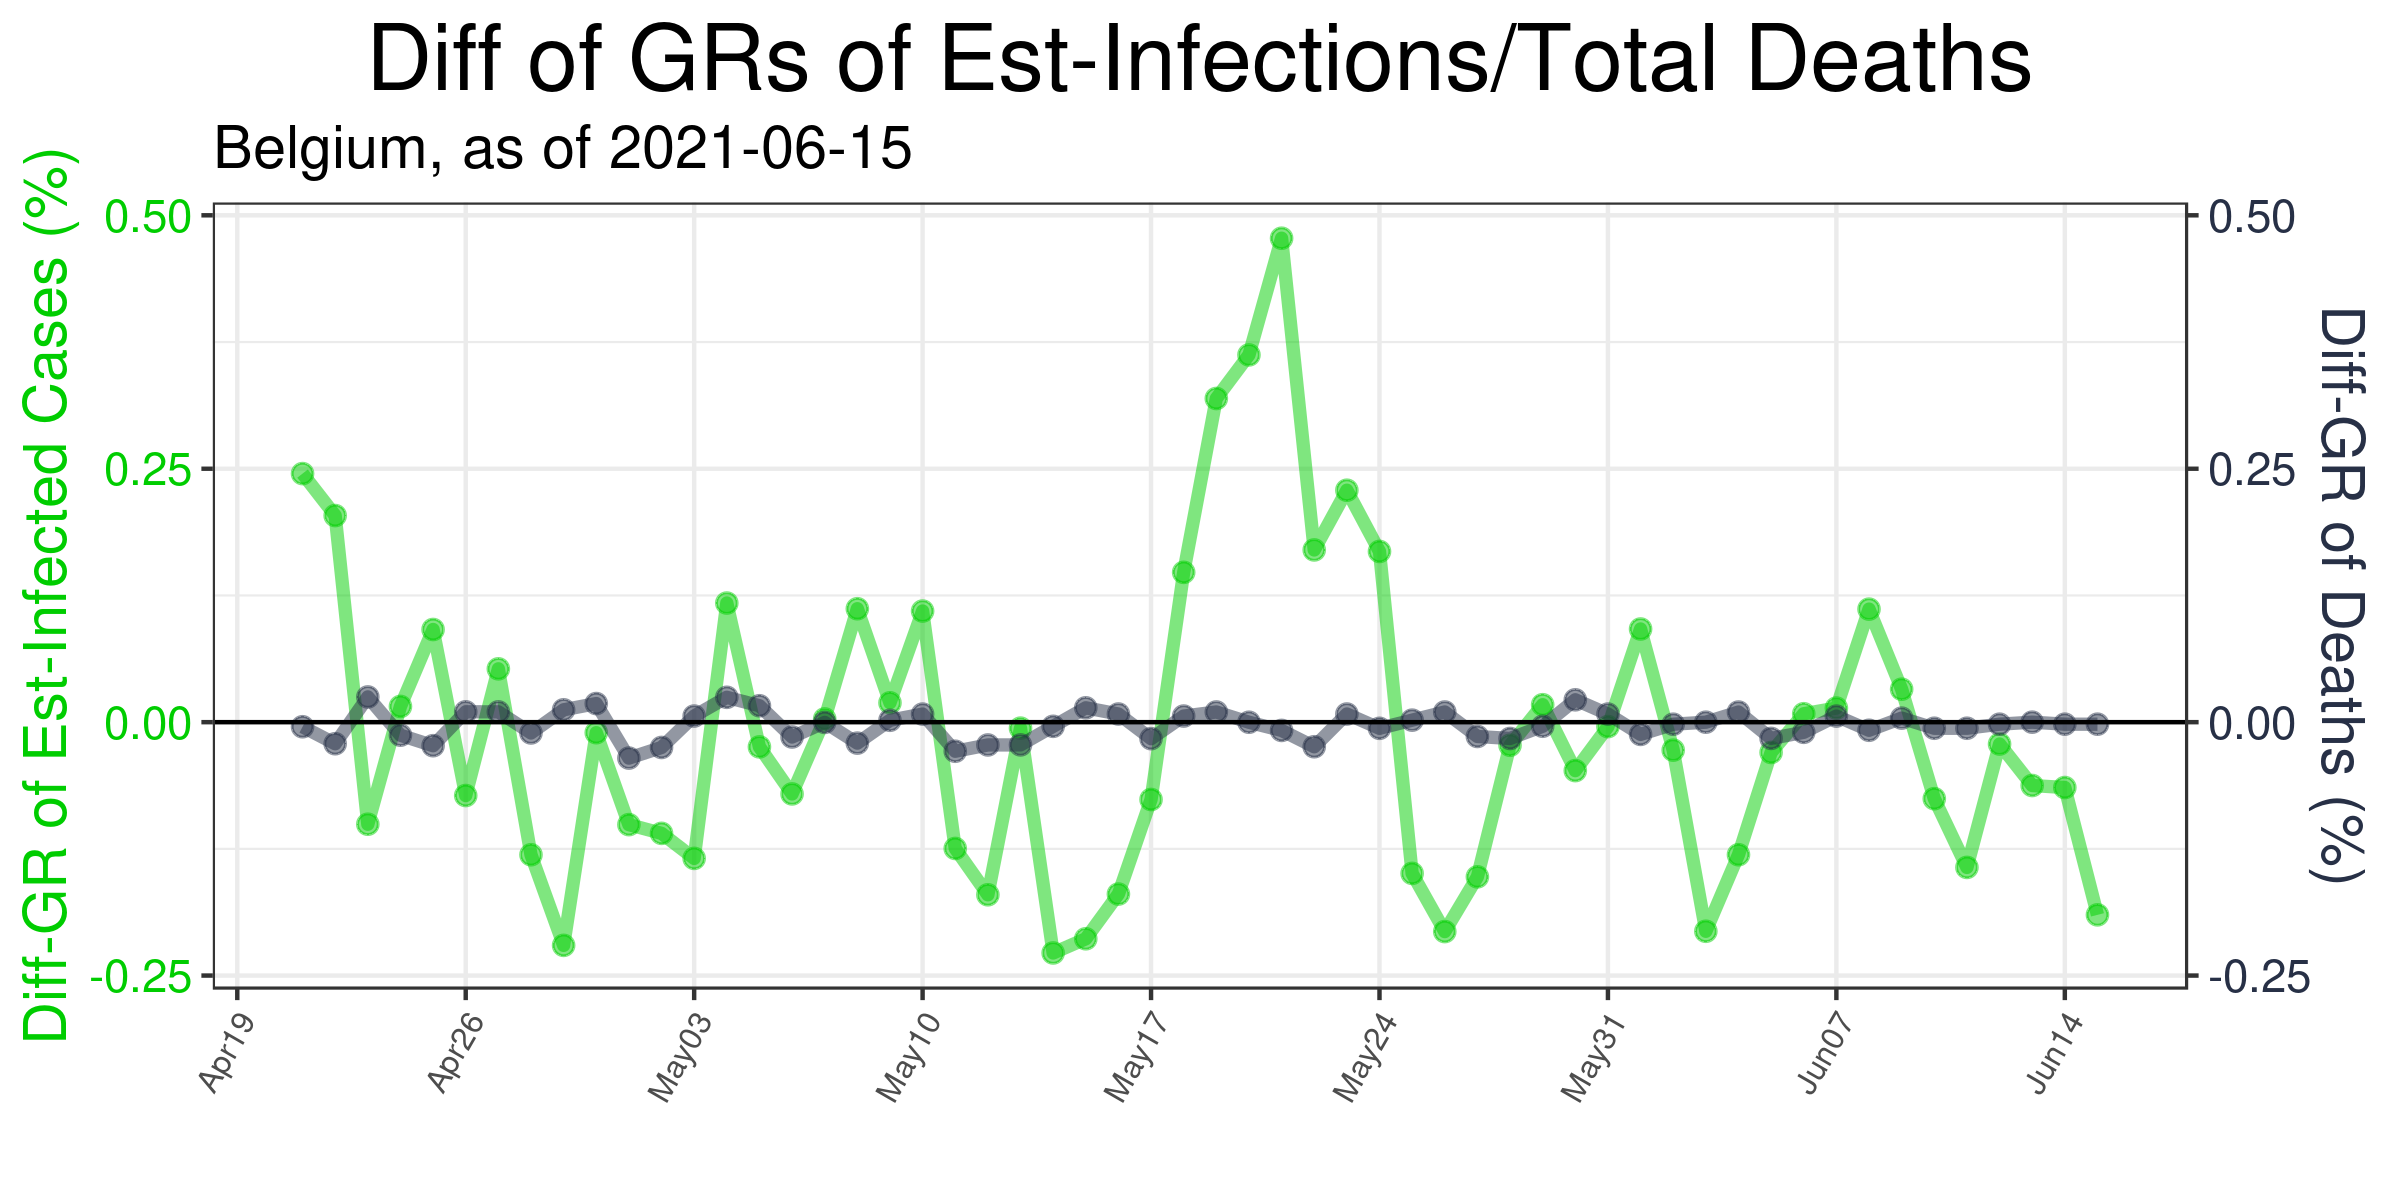 Diff of GRs of Est-Infections/Total Deaths
Belgium, as of 2021-06-15
Diff-GR of Est-Infected Cases (%)
0.50
0.25
0.00
-0.25
0.50
0.25
0.00
-0.25
Diff-GR of Deaths (%)
Apr19
Apr26
May03
May10
May17
May24
May31
Jun07
Jun14